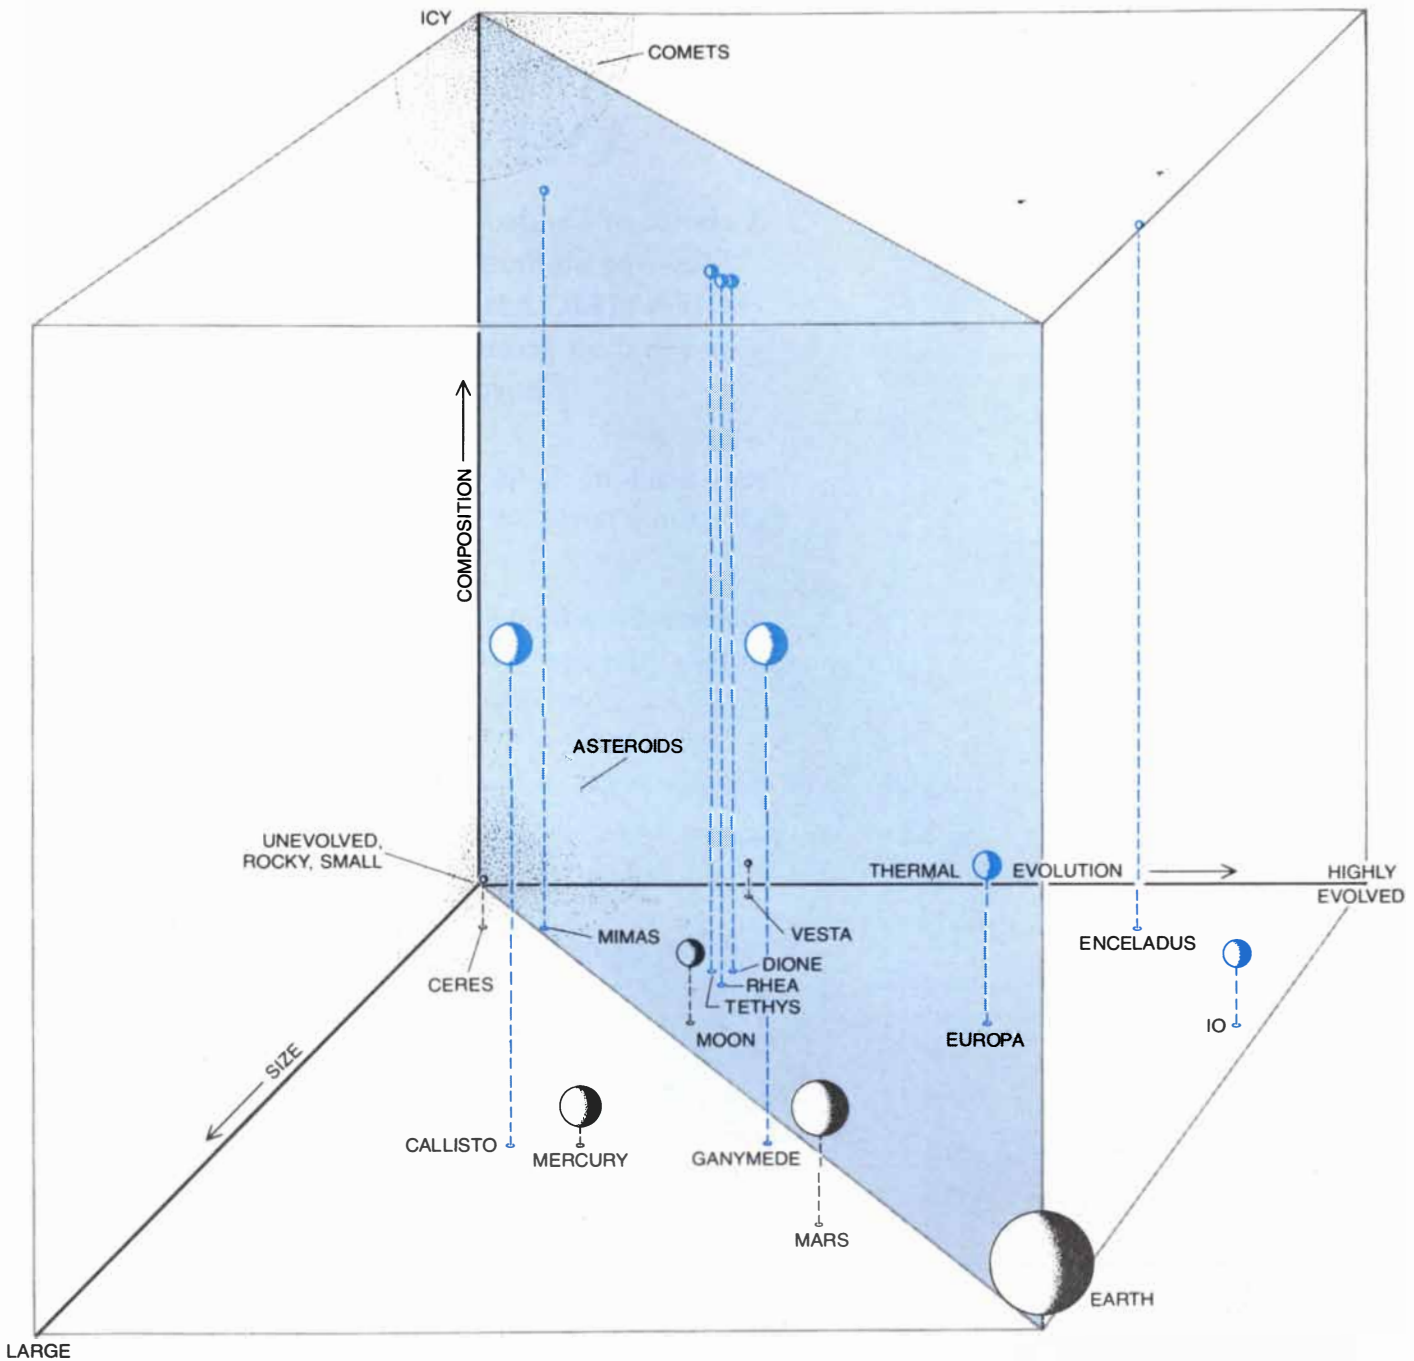 ICY
COMETS
COMPOSITION
ASTEROIDS
UNEVOLVED,
ROCKY, SMALL
THERMAL EVOLUTION
HIGHLY
EVOLVED
MIMAS
VESTA
ENCELADUS
CERES
DIONE
RHEA
TETHYS
MOON
EUROPA
IO
SIZE
CALLISTO
MERCURY
GANYMEDE
MARS
EARTH
LARGE